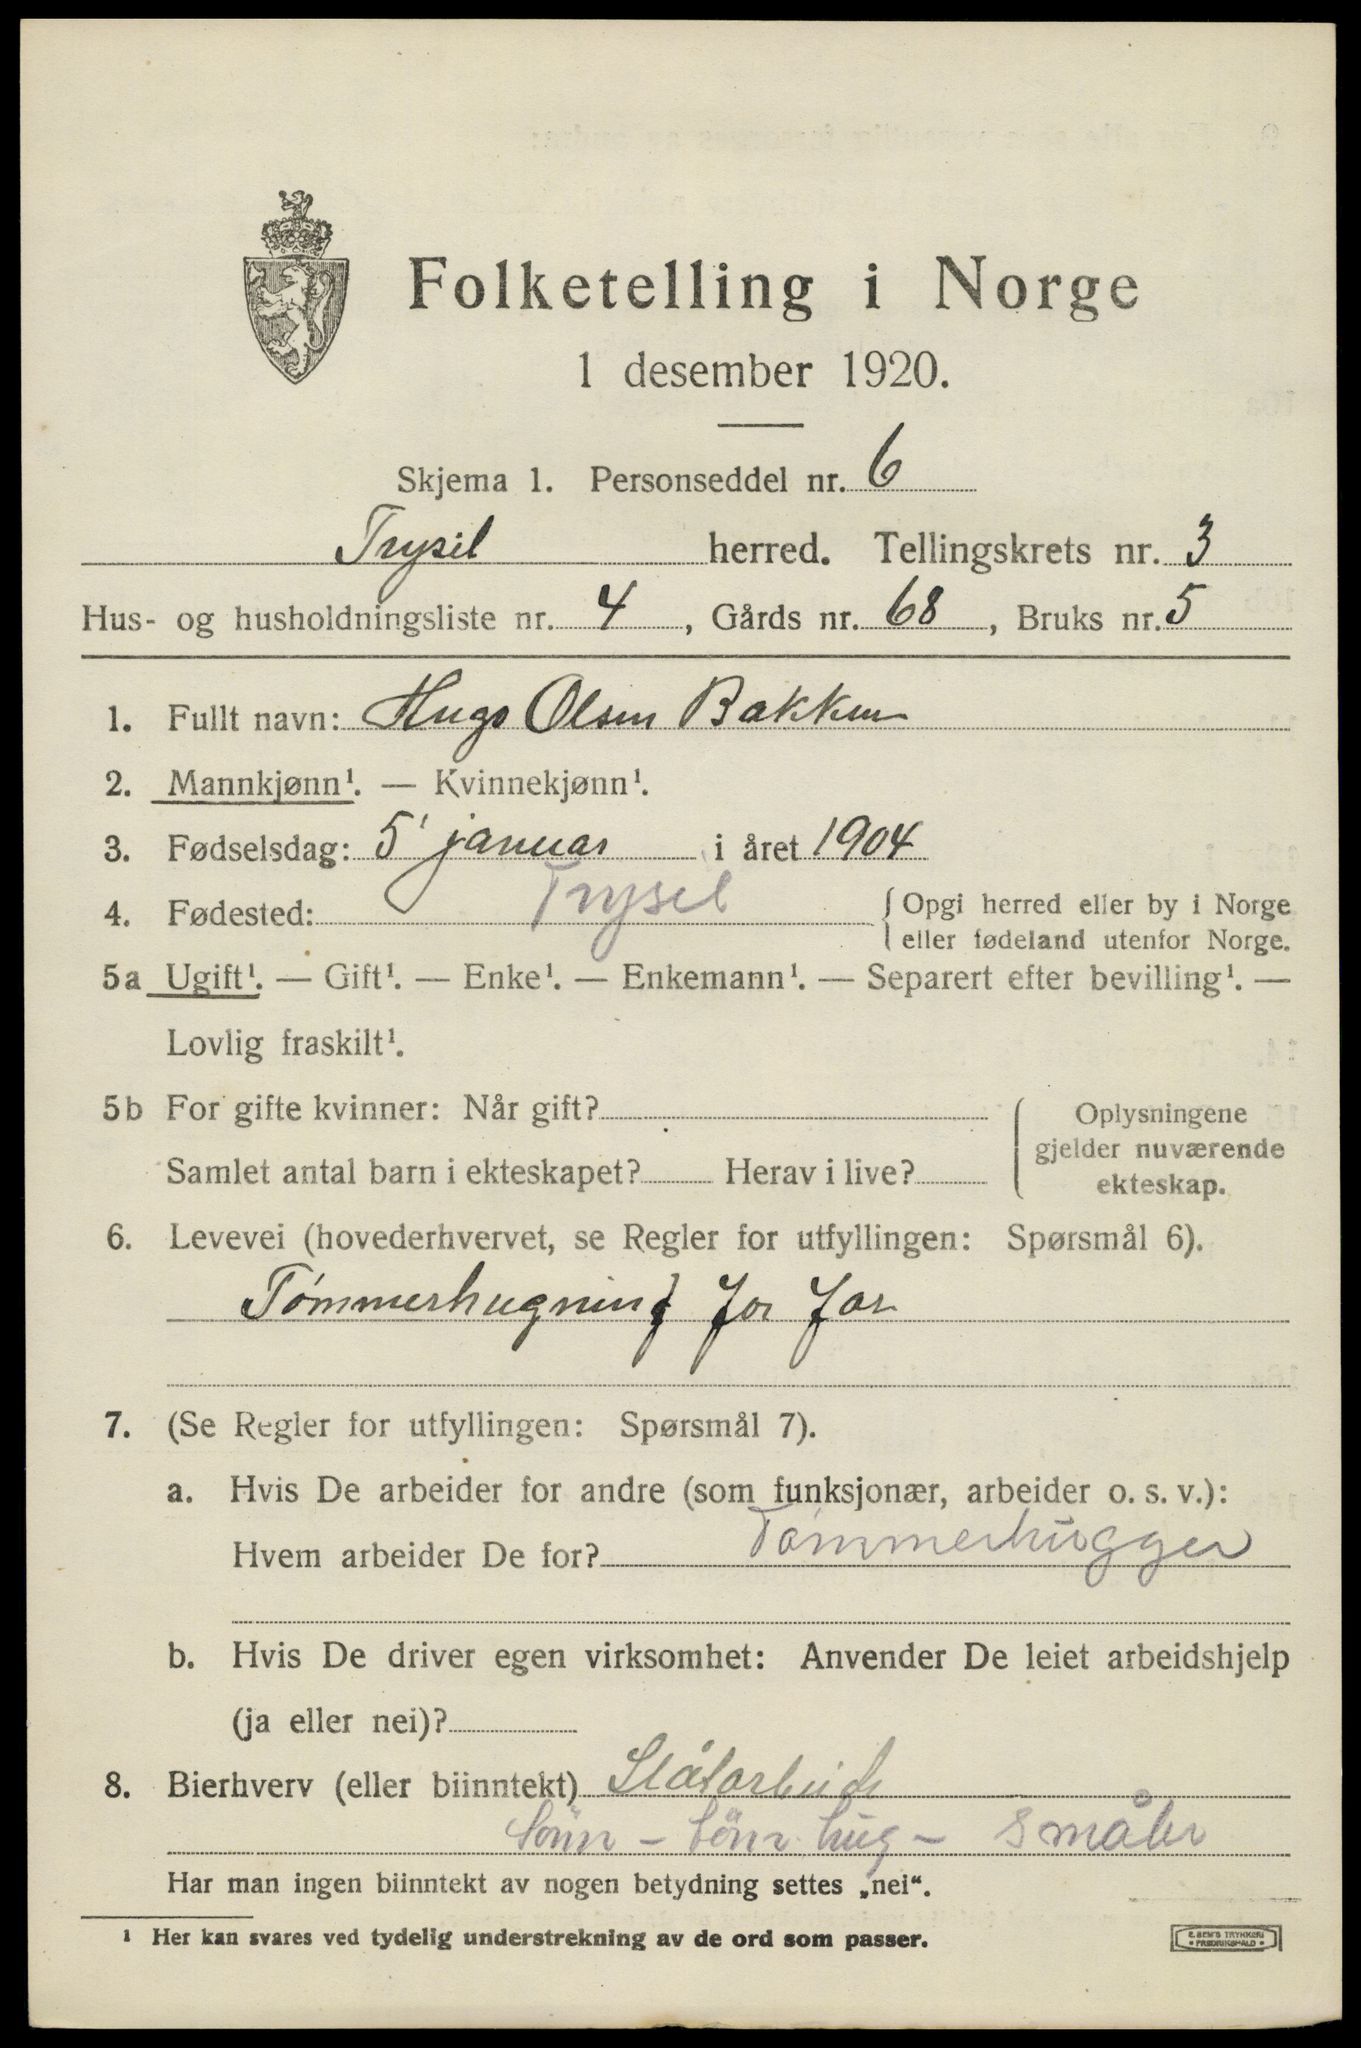 Folketelling i Norge
1 desember 1920.
Skjema 1. Personseddel nr. 6
Trysil herred. Tellingskrets nr. 3
Hus- og husholdningsliste nr. 4, Gårds nr. 68, Bruks nr. 5
1. Fullt navn: Hugo Olsen Bakken
2. Mannkjønn¹. — Kvinnekjønn¹.
3. Fødselsdag: 5' januar i året 1904
4. Fødested: Trysil { Opgi herred eller by i Norge
eller fødeland utenfor Norge.
5a Ugift¹. — Gift¹. — Enke¹. — Enkemann¹. — Separert efter bevilling¹. —
Lovlig fraskilt¹.
5b For gifte kvinner: Når gift? Oplysningene
gjelder nuværende
Samlet antal barn i ekteskapet? Herav i live? ekteskap.
6. Levevei (hovederhvervet, se Regler for utfyllingen: Spørsmål 6).
Tømmerhugning for far
7. (Se Regler for utfyllingen: Spørsmål 7).
a. Hvis De arbeider for andre (som funksjonær, arbeider o. s. v.):
Hvem arbeider De for? Tømmerhugger
b. Hvis De driver egen virksomhet: Anvender De leiet arbeidshjelp
(ja eller nei)?
8. Bierhverv (eller biinntekt) Slåtarbeide
hug – småbr
Har man ingen biinntekt av nogen betydning settes „nei“.
¹ Her kan svares ved tydelig understrekning av de ord som passer.
E. SEM'S TRYKKERI
• FREDRIKSHALD •